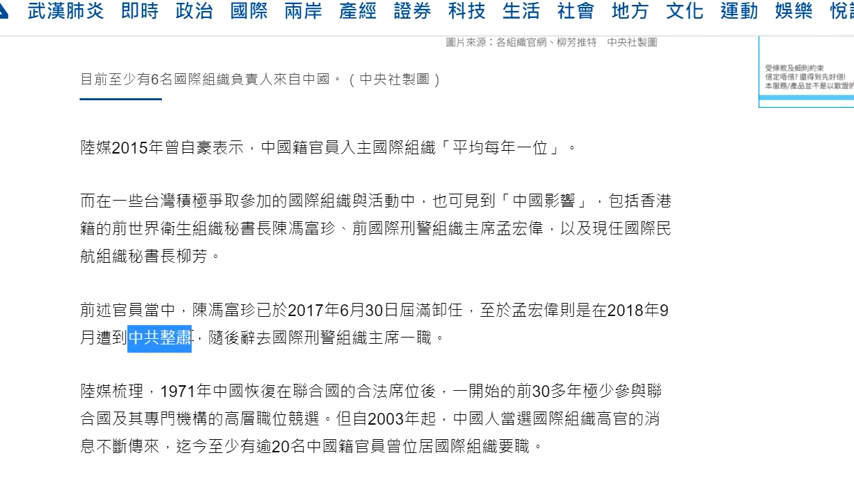 武漢肺炎 即時 政治 國際 兩岸 產經 證券 科技 生活 社會 地方 文化 運動 娛樂
圖片來源：各組織官網、柳芳推特 中央社製圖
目前至少有6名國際組織負責人來自中國。（中央社製圖）
陸媒2015年曾自豪表示，中國籍官員入主國際組織「平均每年一位」。
而在一些台灣積極爭取參加的國際組織與活動中，也可見到「中國影響」，包括香港
籍的前世界衛生組織秘書長陳馮富珍、前國際刑警組織主席孟宏偉，以及現任國際民
航組織秘書長柳芳。
前述官員當中，陳馮富珍已於2017年6月30日屆滿卸任，至於孟宏偉則是在2018年9
月遭到中共整肅，隨後辭去國際刑警組織主席一職。
陸媒梳理，1971年中國恢復在聯合國的合法席位後，一開始的前30多年極少參與聯
合國及其專門機構的高層職位競選。但自2003年起，中國人當選國際組織高官的消
息不斷傳來，迄今至少有逾20名中國籍官員曾位居國際組織要職。